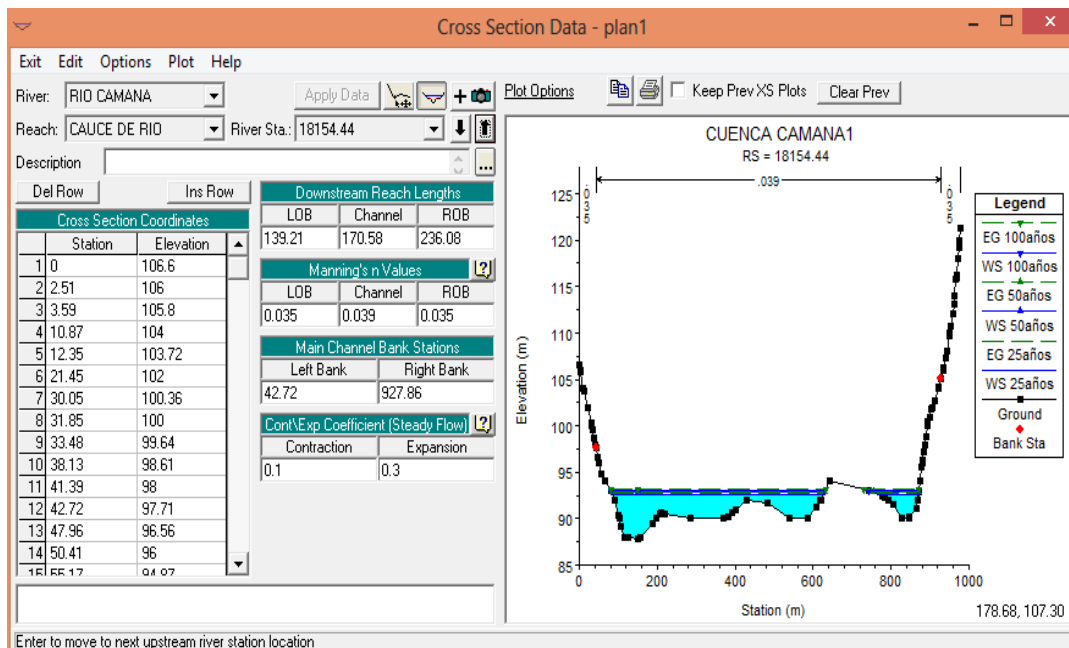 Cross Section Data - plan1
Exit Edit Options Plot Help
River: RIO CAMANA Apply Data
Reach: CAUCE DE RIO River Sta.: 18154.44
Description ...
Del Row Ins Row
Cross Section Coordinates
Station Elevation
1 0 106.6
2 2.51 106
3 3.59 105.8
4 10.87 104
5 12.35 103.72
6 21.45 102
7 30.05 100.36
8 31.85 100
9 33.48 99.64
10 38.13 98.61
11 41.39 98
12 42.72 97.71
13 47.96 96.56
14 50.41 96
15 55.17 94.97
Downstream Reach Lengths
LOB Channel ROB
139.21 170.58 236.08
Manning's n Values ?
LOB Channel ROB
0.035 0.039 0.035
Main Channel Bank Stations
Left Bank Right Bank
42.72 927.86
Cont\Exp Coefficient (Steady Flow) ?
Contraction Expansion
0.1 0.3
Plot Options Keep Prev XS Plots Clear Prev
CUENCA CAMANA1
RS = 18154.44
.035
.039
.035
125
120
115
110
105
100
95
90
85
Elevation (m)
0 200 400 600 800 1000
Station (m)
Legend
EG 100años
WS 100años
EG 50años
WS 50años
EG 25años
WS 25años
Ground
Bank Sta
178.68, 107.30
Enter to move to next upstream river station location